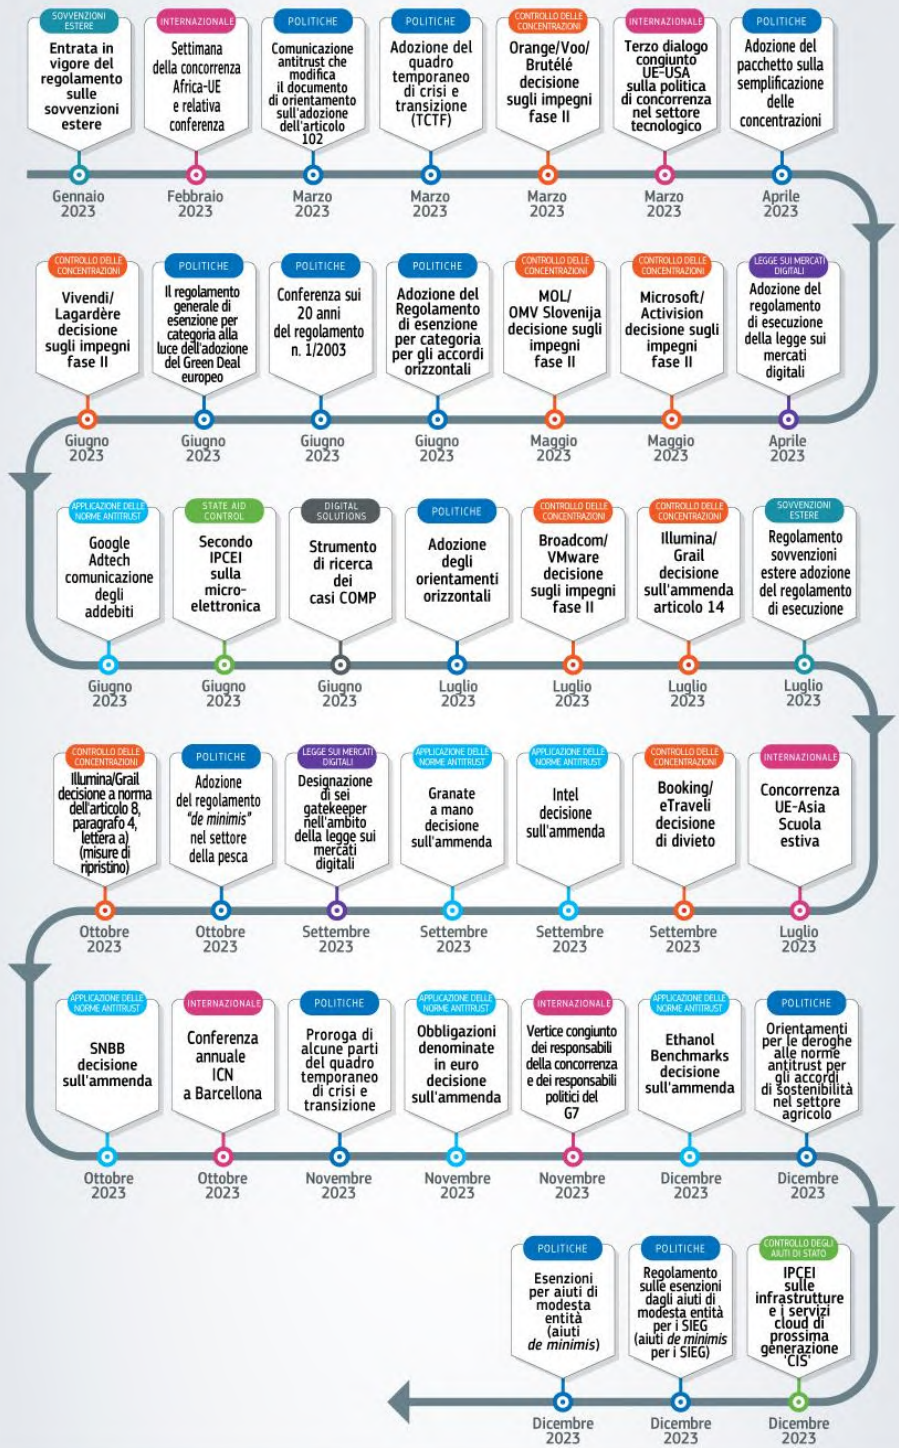 SOVVENZIONI
ESTERE
Entrata in
vigore del
regolamento
sulle
sovvenzioni
estere
Gennaio
2023
INTERNAZIONALE
Settimana
della concorrenza
Africa-UE
e relativa
conferenza
Febbraio
2023
POLITICHE
Comunicazione
antitrust che
modifica
il documento
di orientamento
sull'adozione
dell'articolo
102
Marzo
2023
POLITICHE
Adozione del
quadro
temporaneo
di crisi e
transizione
(TCTF)
Marzo
2023
CONTROLLO DELLE
CONCENTRAZIONI
Orange/Voo/
Brutélé
decisione
sugli impegni
fase II
Marzo
2023
INTERNAZIONALE
Terzo dialogo
congiunto
UE-USA
sulla politica
di concorrenza
nel settore
tecnologico
Marzo
2023
POLITICHE
Adozione del
pacchetto sulla
semplificazione
delle
concentrazioni
Aprile
2023
CONTROLLO DELLE
CONCENTRAZIONI
Vivendi/
Lagardère
decisione
sugli impegni
fase II
Giugno
2023
POLITICHE
Il regolamento
generale di
esenzione per
categoria alla
luce dell'adozione
del Green Deal
europeo
Giugno
2023
POLITICHE
Conferenza sui
20 anni
del regolamento
n. 1/2003
Giugno
2023
POLITICHE
Adozione del
Regolamento
di esenzione
per categoria
per gli accordi
orizzontali
Giugno
2023
CONTROLLO DELLE
CONCENTRAZIONI
MOL/
OMV Slovenija
decisione sugli
impegni
fase II
Maggio
2023
CONTROLLO DELLE
CONCENTRAZIONI
Microsoft/
Activision
decisione sugli
impegni
fase II
Maggio
2023
LEGGE SUI MERCATI
DIGITALI
Adozione del
regolamento
di esecuzione
della legge sui
mercati
digitali
Aprile
2023
APPLICAZIONE DELLE
NORME ANTITRUST
Google
Adtech
comunicazione
degli
addebiti
Giugno
2023
STATE AID
CONTROL
Secondo
IPCEI
sulla
micro-
elettronica
Giugno
2023
DIGITAL
SOLUTIONS
Strumento
di ricerca
dei
casi COMP
Giugno
2023
POLITICHE
Adozione
degli
orientamenti
orizzontali
Luglio
2023
CONTROLLO DELLE
CONCENTRAZIONI
Broadcom/
VMware
decisione
sugli impegni
fase II
Luglio
2023
CONTROLLO DELLE
CONCENTRAZIONI
Illumina/
Grail
decisione
sull'ammenda
articolo 14
Luglio
2023
SOVVENZIONI
ESTERE
Regolamento
sovvenzioni
estere adozione
del regolamento
di esecuzione
Luglio
2023
CONTROLLO DELLE
CONCENTRAZIONI
Illumina/Grail
decisione a norma
dell'articolo 8,
paragrafo 4,
lettera a)
(misure di
ripristino)
Ottobre
2023
POLITICHE
Adozione
del regolamento
“de minimis”
nel settore
della pesca
Ottobre
2023
LEGGE SUI MERCATI
DIGITALI
Designazione
di sei
gatekeeper
nell'ambito
della legge sui
mercati
digitali
Settembre
2023
APPLICAZIONE DELLE
NORME ANTITRUST
Granate
a mano
decisione
sull'ammenda
Settembre
2023
APPLICAZIONE DELLE
NORME ANTITRUST
Intel
decisione
sull'ammenda
Settembre
2023
CONTROLLO DELLE
CONCENTRAZIONI
Booking/
eTraveli
decisione
di divieto
Settembre
2023
INTERNAZIONALE
Concorrenza
UE-Asia
Scuola
estiva
Luglio
2023
APPLICAZIONE DELLE
NORME ANTITRUST
SNBB
decisione
sull'ammenda
Ottobre
2023
INTERNAZIONALE
Conferenza
annuale
ICN
a Barcellona
Ottobre
2023
POLITICHE
Proroga di
alcune parti
del quadro
temporaneo
di crisi e
transizione
Novembre
2023
APPLICAZIONE DELLE
NORME ANTITRUST
Obbligazioni
denominate
in euro
decisione
sull'ammenda
Novembre
2023
INTERNAZIONALE
Vertice congiunto
dei responsabili
della concorrenza
e dei responsabili
politici del
G7
Novembre
2023
APPLICAZIONE DELLE
NORME ANTITRUST
Ethanol
Benchmarks
decisione
sull'ammenda
Dicembre
2023
POLITICHE
Orientamenti
per le deroghe
alle norme
antitrust per
gli accordi
di sostenibilità
nel settore
agricolo
Dicembre
2023
POLITICHE
Esenzioni
per aiuti di
modesta
entità
(aiuti
de minimis)
Dicembre
2023
POLITICHE
Regolamento
sulle esenzioni
dagli aiuti di
modesta entità
per i SIEG
(aiuti de minimis
per i SIEG)
Dicembre
2023
CONTROLLO DEGLI
AIUTI DI STATO
IPCEI
sulle
infrastrutture
e i servizi
cloud di
prossima
generazione
'CIS'
Dicembre
2023